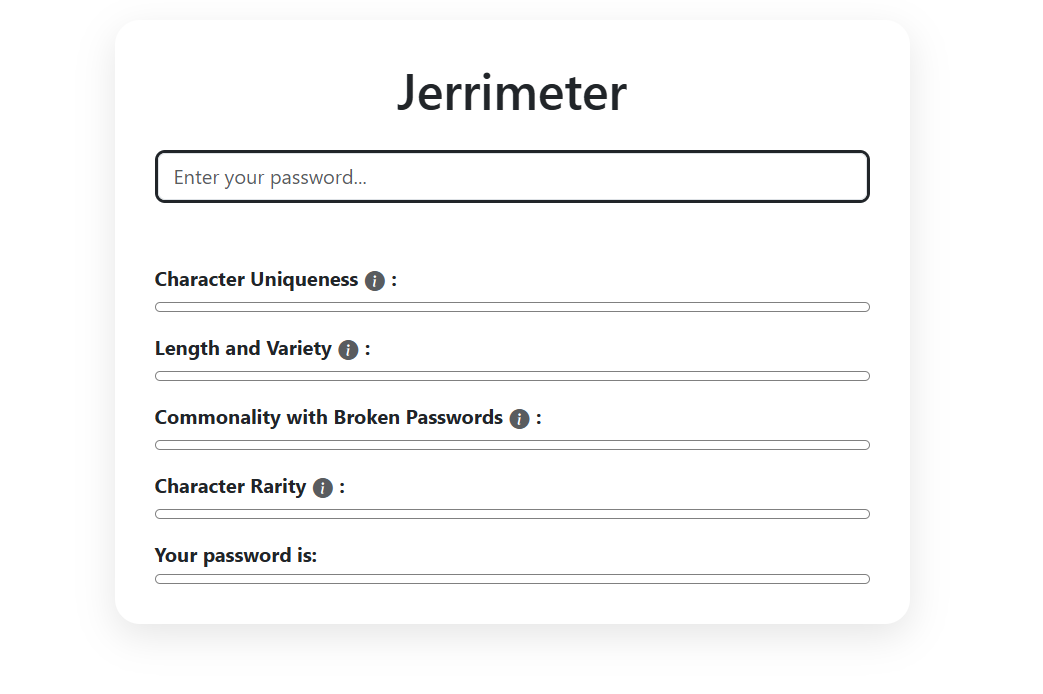 Jerrimeter
Enter your password...
Character Uniqueness i :
Length and Variety i :
Commonality with Broken Passwords i :
Character Rarity i :
Your password is: